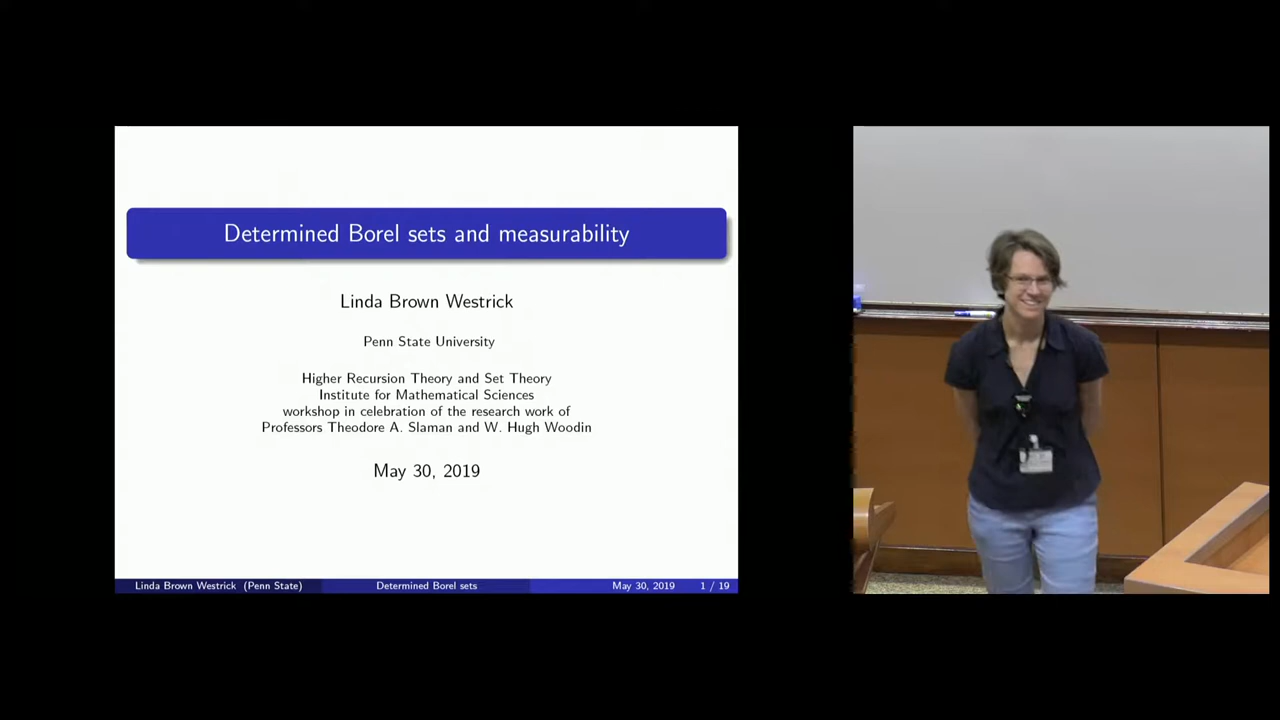 Determined Borel sets and measurability
Linda Brown Westrick
Penn State University
Higher Recursion Theory and Set Theory
Institute for Mathematical Sciences
workshop in celebration of the research work of
Professors Theodore A. Slaman and W. Hugh Woodin
May 30, 2019
Linda Brown Westrick (Penn State) Determined Borel sets May 30, 2019 1 / 19